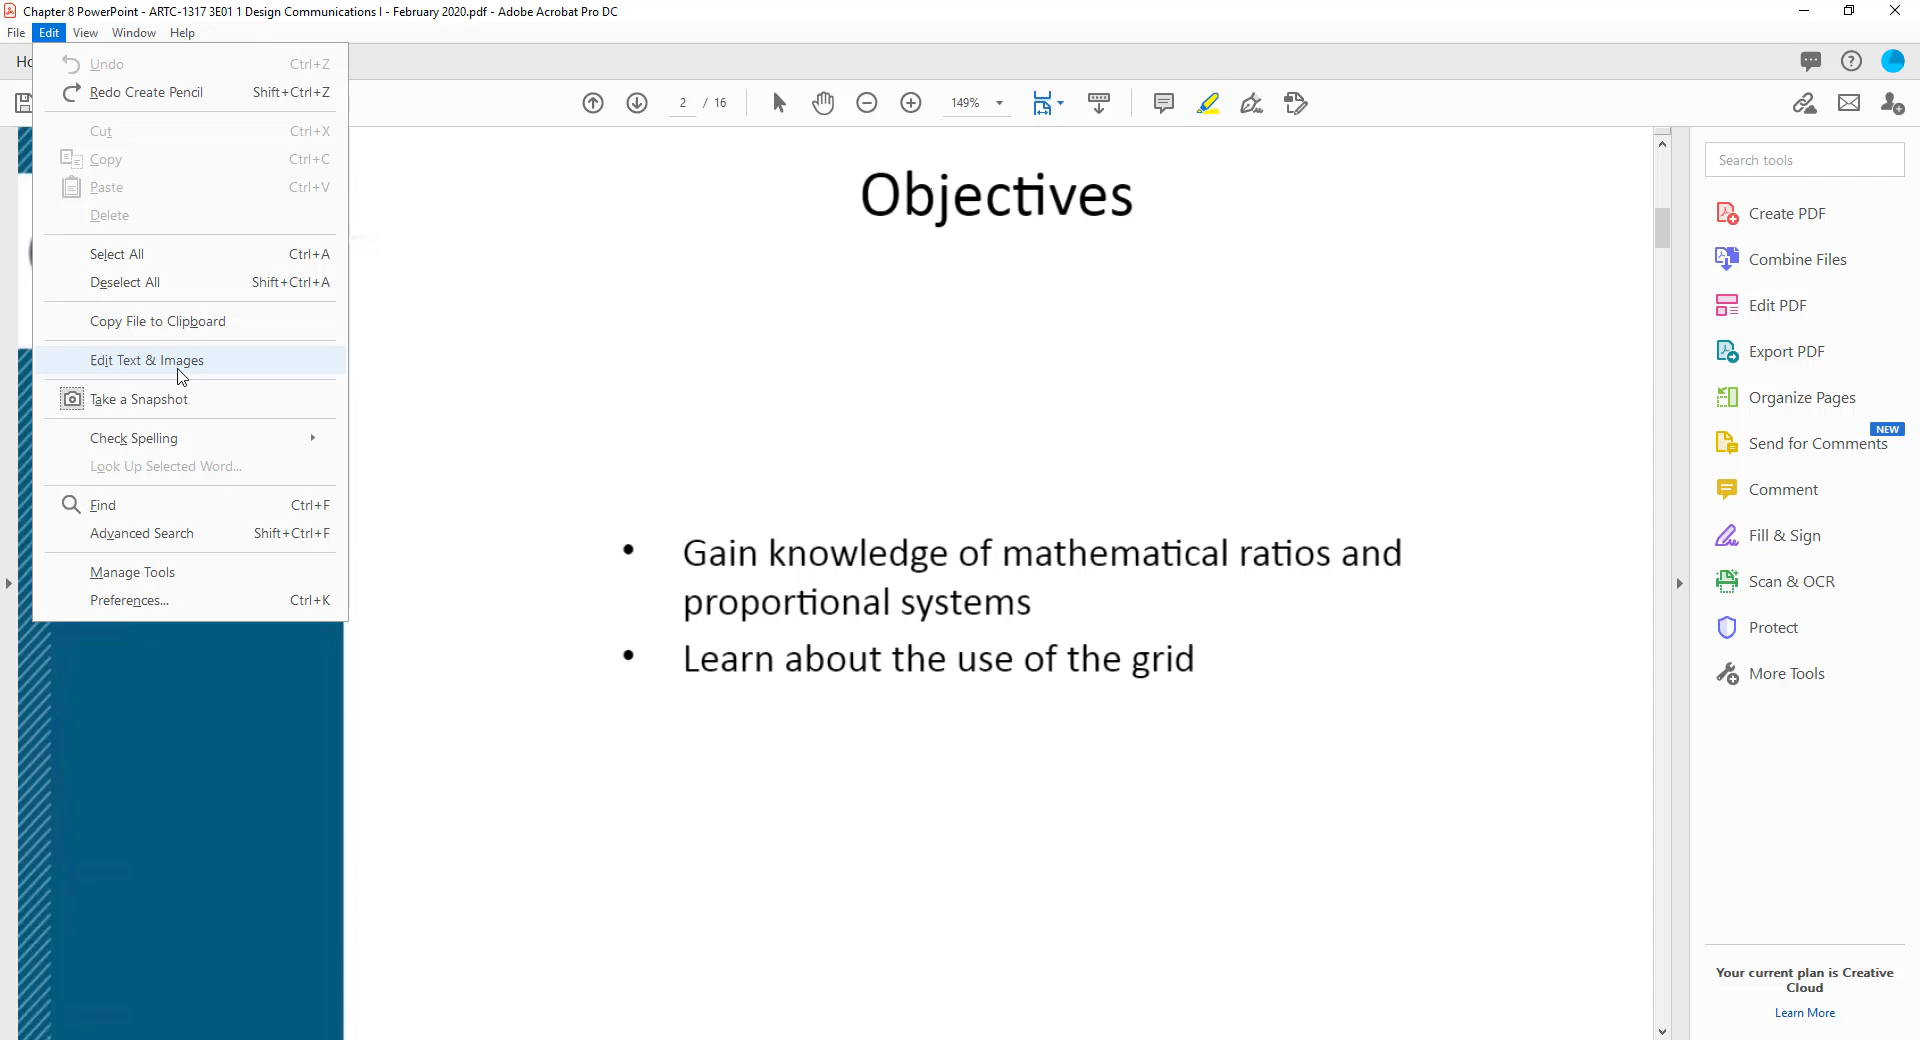 Chapter 8 PowerPoint - ARTC-1317 3E01 1 Design Communications I - February 2020.pdf - Adobe Acrobat Pro DC
File Edit View Window Help
Undo Ctrl+Z
Redo Create Pencil Shift+Ctrl+Z
Cut Ctrl+X
Copy Ctrl+C
Paste Ctrl+V
Delete
Select All Ctrl+A
Deselect All Shift+Ctrl+A
Copy File to Clipboard
Edit Text & Images
Take a Snapshot
Check Spelling
Look Up Selected Word...
Find Ctrl+F
Advanced Search Shift+Ctrl+F
Manage Tools
Preferences... Ctrl+K
2 / 16
149%
Objectives
• Gain knowledge of mathematical ratios and
proportional systems
• Learn about the use of the grid
Search tools
Create PDF
Combine Files
Edit PDF
Export PDF
Organize Pages
NEW
Send for Comments
Comment
Fill & Sign
Scan & OCR
Protect
More Tools
Your current plan is Creative
Cloud
Learn More